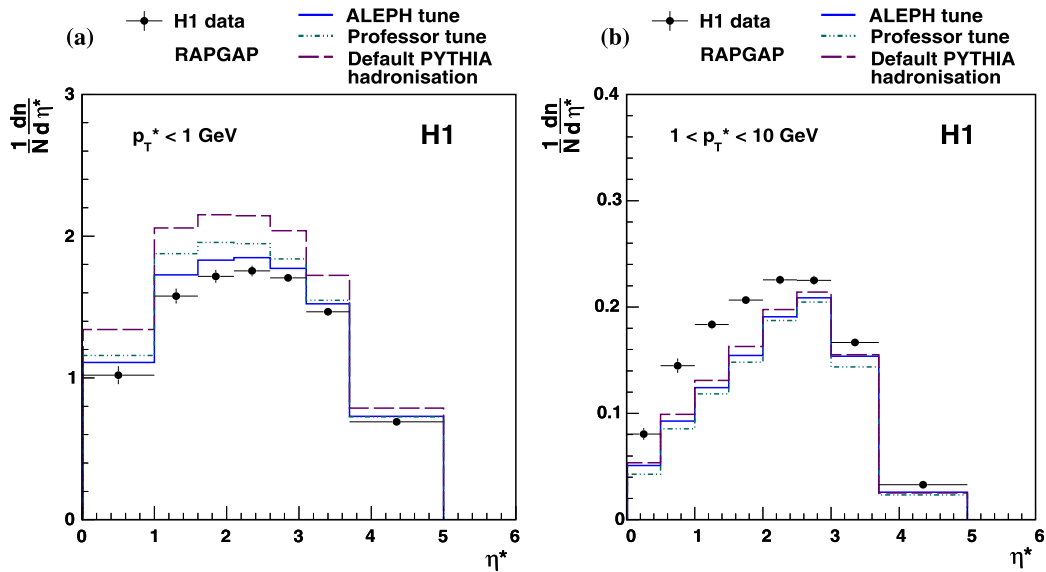 (a)
H1 data
RAPGAP
ALEPH tune
Professor tune
Default PYTHIA
hadronisation
1 dn
N d η*
p_T* < 1 GeV
H1
3
2
1
0
0 1 2 3 4 5 6
η*
(b)
H1 data
RAPGAP
ALEPH tune
Professor tune
Default PYTHIA
hadronisation
1 dn
N d η*
1 < p_T* < 10 GeV
H1
0.4
0.3
0.2
0.1
0
0 1 2 3 4 5 6
η*